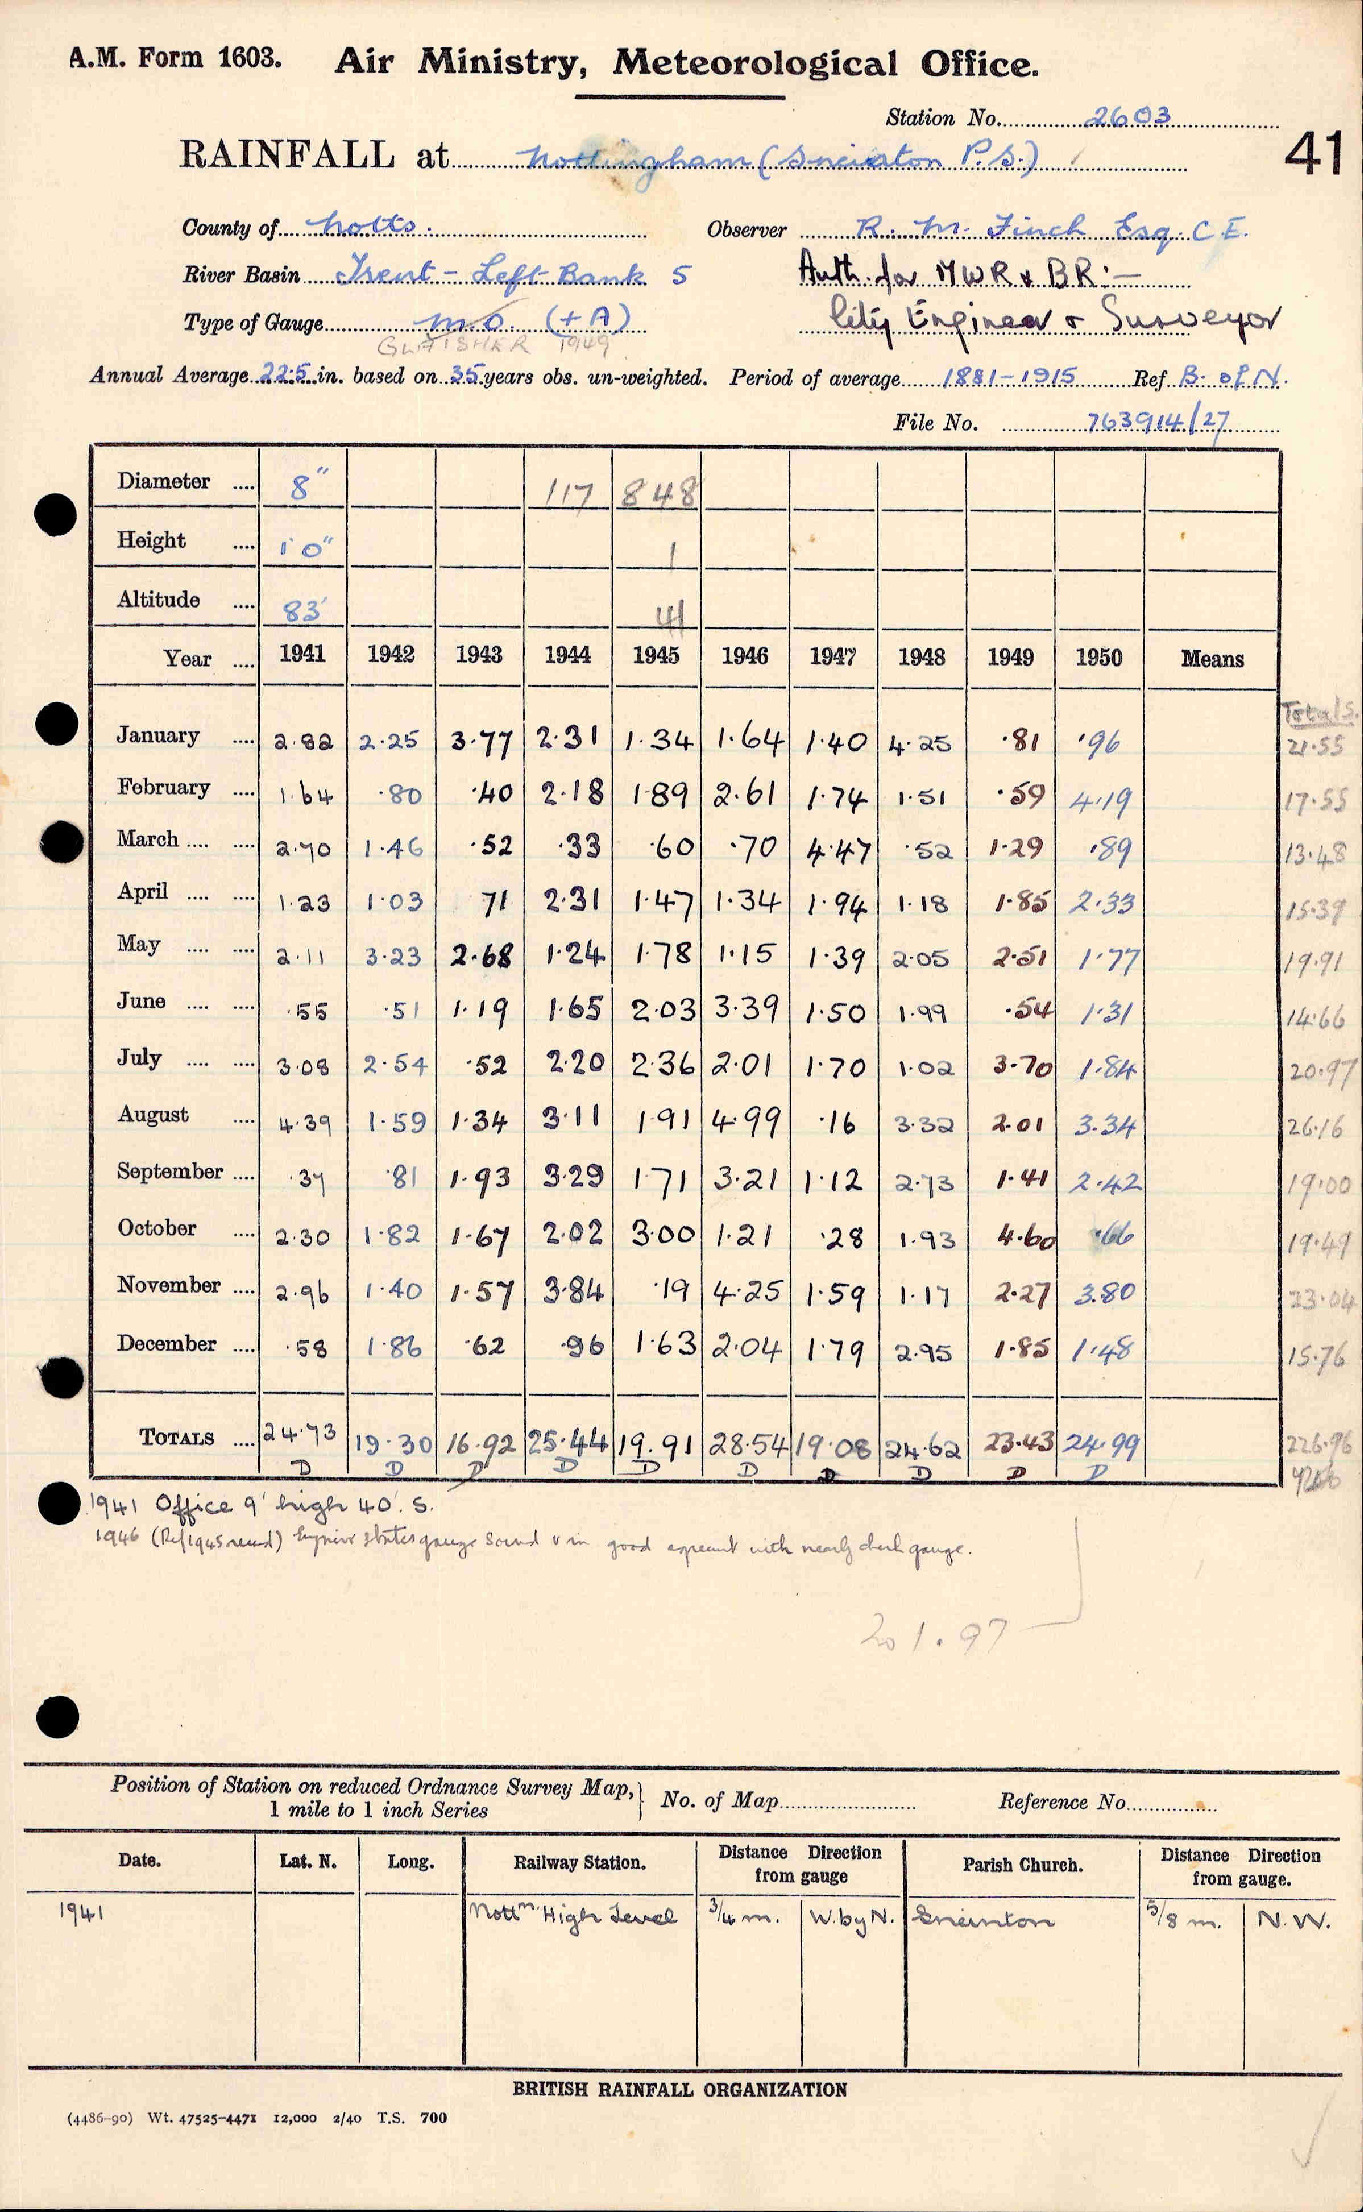 A.M. Form 1603. Air Ministry, Meteorological Office.
Station No. 2603
RAINFALL at Nottingham (Sneinton P.S.) 41
County of Notts. Observer R. M. Finch Esq. C.E.
River Basin Trent - Left Bank 5 Auth. for MWR & BR:-
Type of Gauge M.O. (+A) City Engineer & Surveyor
GLAISHER 1949
Annual Average 22.5 in. based on 35 years obs. un-weighted. Period of average 1881-1915 Ref B. of N.
File No. 763914/27
Diameter .... 8" 117 848
Height .... 1' 0" 1
Altitude .... 83' 41
Year .... 1941 1942 1943 1944 1945 1946 1947 1948 1949 1950 Means
Totals
January .... 2.82 2.25 3.77 2.31 1.34 1.64 1.40 4.25 .81 .96 21.55
February .... 1.64 .80 .40 2.18 1.89 2.61 1.74 1.51 .59 4.19 17.55
March .... .... 2.70 1.46 .52 .33 .60 .70 4.47 .52 1.29 .89 13.48
April .... .... 1.23 1.03 71 2.31 1.47 1.34 1.94 1.18 1.85 2.33 15.39
May .... .... 2.11 3.23 2.68 1.24 1.78 1.15 1.39 2.05 2.51 1.77 19.91
June .... .... .55 .51 1.19 1.65 2.03 3.39 1.50 1.99 .54 1.31 14.66
July .... .... 3.08 2.54 .52 2.20 2.36 2.01 1.70 1.02 3.70 1.84 20.97
August .... 4.39 1.59 1.34 3.11 1.91 4.99 .16 3.32 2.01 3.34 26.16
September .... .37 .81 1.93 3.29 1.71 3.21 1.12 2.73 1.41 2.42 19.00
October .... 2.30 1.82 1.67 2.02 3.00 1.21 .28 1.93 4.60 .66 19.49
November .... 2.96 1.40 1.57 3.84 .19 4.25 1.59 1.17 2.27 3.80 23.04
December .... .58 1.86 .62 .96 1.63 2.04 1.79 2.95 1.85 1.48 15.76
TOTALS .... 24.73 19.30 16.92 25.44 19.91 28.54 19.08 24.62 23.43 24.99 226.96
D D D D D D D D D D
1941 Office 9' high 40' S.
1946 (Ref 1945 record) gauge sound & in good with nearly gauge.
201.97
Position of Station on reduced Ordnance Survey Map, } No. of Map Reference No.
1 mile to 1 inch Series
Date. Lat. N. Long. Railway Station. Distance Direction from gauge Parish Church. Distance Direction from gauge.
1941 Nottm High Level 3/4 m. W. by N. Sneinton 5/8 m. N.W.
BRITISH RAINFALL ORGANIZATION
(4486-90) Wt. 47525-4471 12,000 2/40 T.S. 700